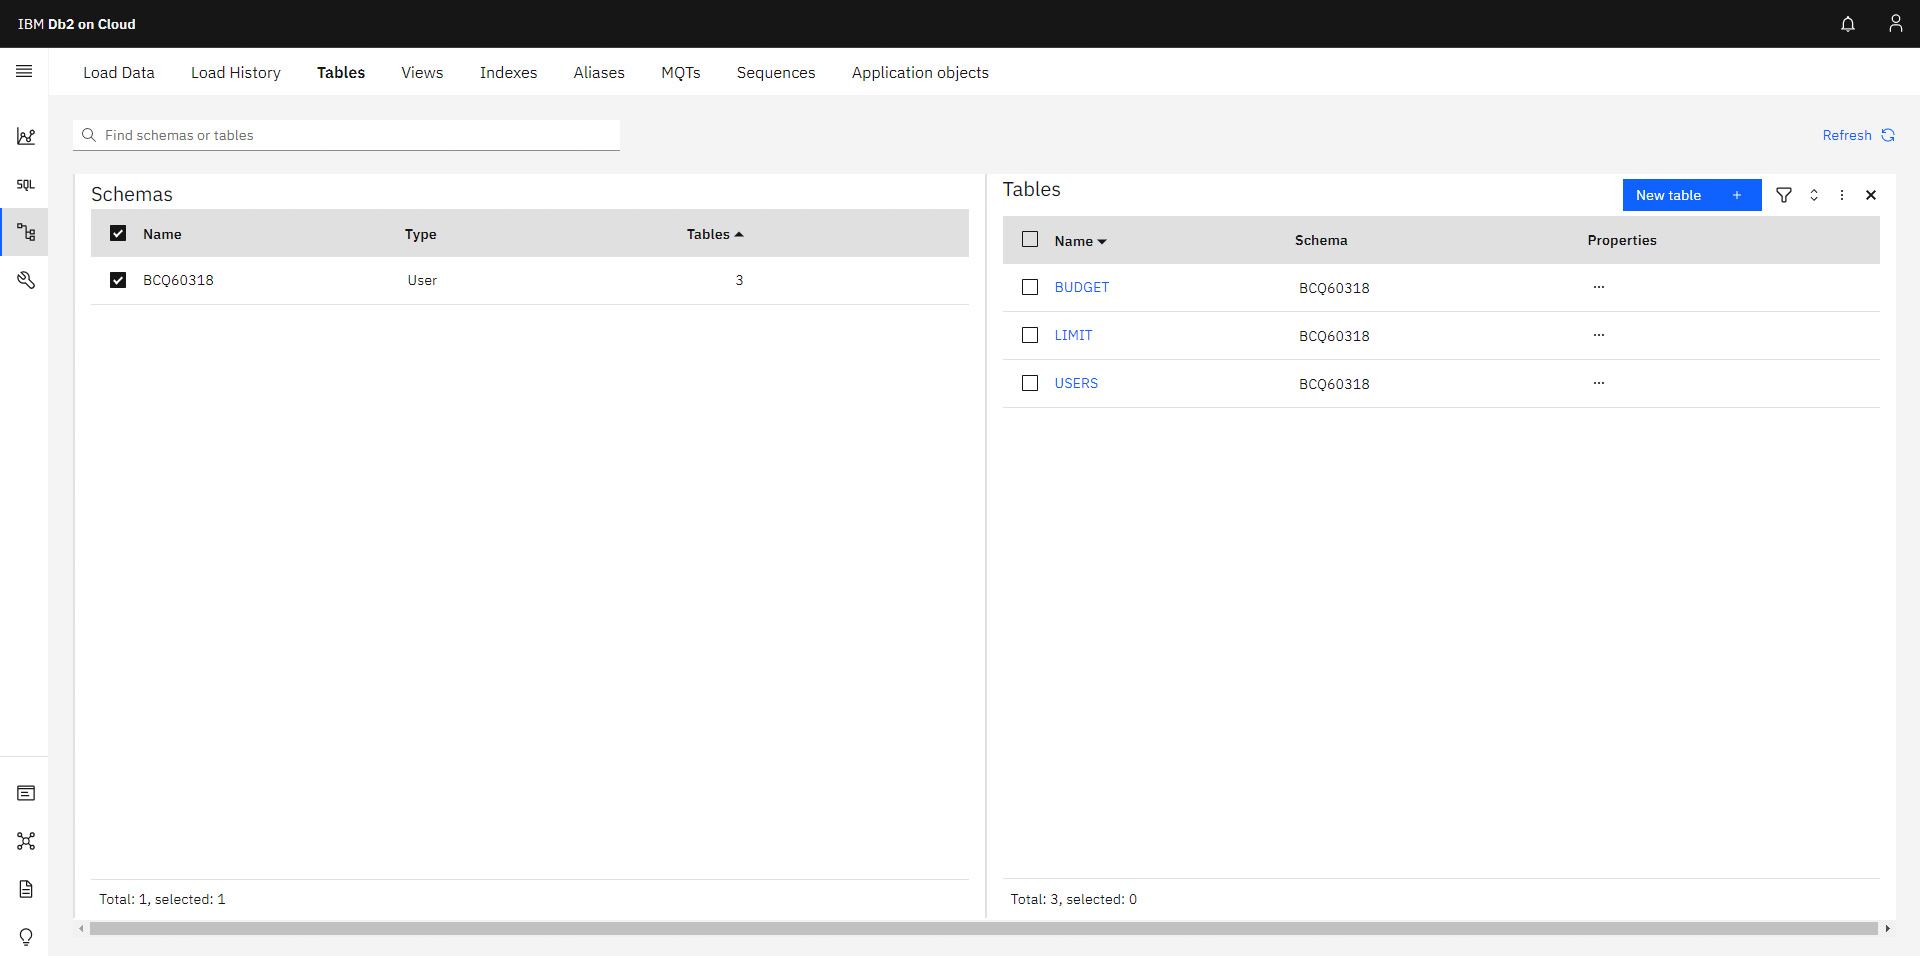 IBM Db2 on Cloud
Load Data Load History Tables Views Indexes Aliases MQTs Sequences Application objects
SQL
Find schemas or tables
Refresh
Schemas
Name Type Tables
BCQ60318 User 3
Total: 1, selected: 1
Tables
New table +
Name Schema Properties
BUDGET BCQ60318 ...
LIMIT BCQ60318 ...
USERS BCQ60318 ...
Total: 3, selected: 0